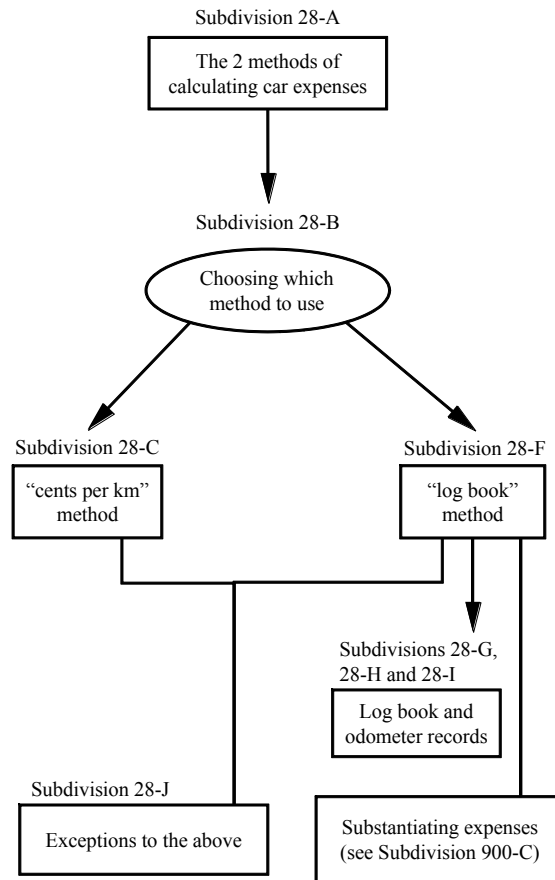 Subdivision 28-A
The 2 methods of
calculating car expenses
Subdivision 28-B
Choosing which
method to use
Subdivision 28-C
“cents per km”
method
Subdivision 28-F
“log book”
method
Subdivisions 28-G,
28-H and 28-I
Log book and
odometer records
Subdivision 28-J
Exceptions to the above
Substantiating expenses
(see Subdivision 900-C)